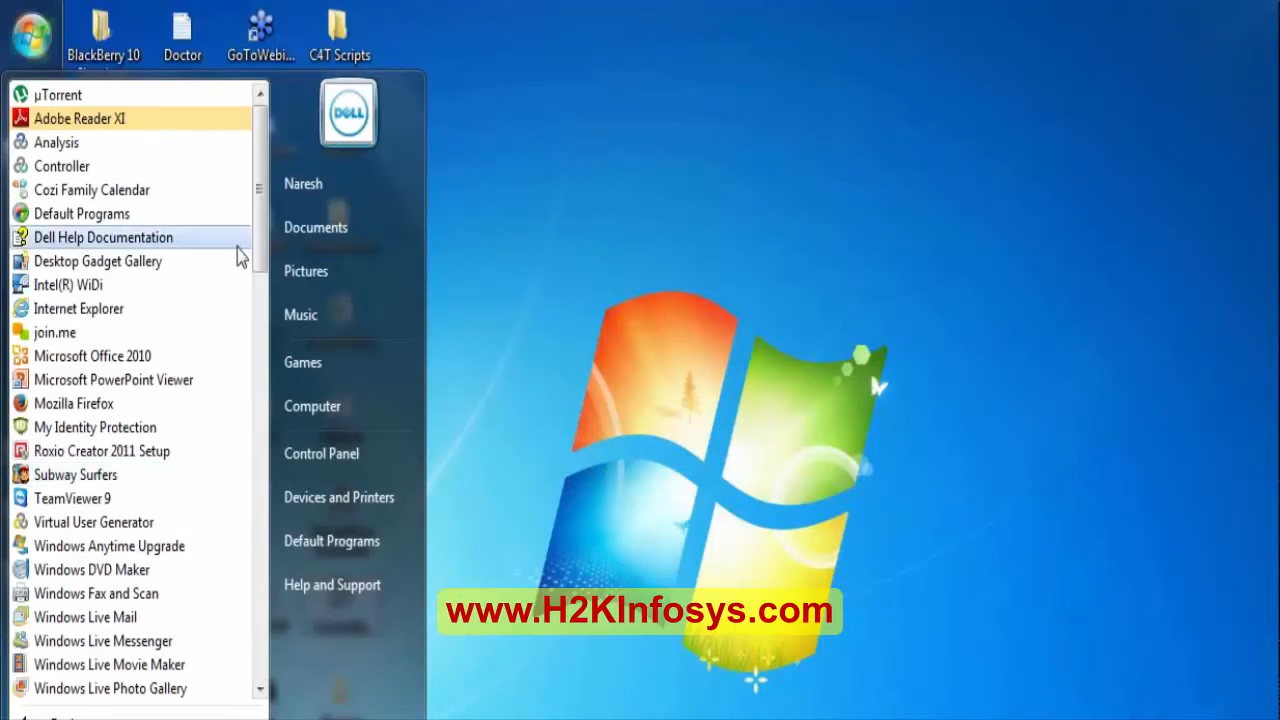 BlackBerry 10
Doctor
GoToWebi...
C4T Scripts
µTorrent
Adobe Reader XI
Analysis
Controller
Cozi Family Calendar
Default Programs
Dell Help Documentation
Desktop Gadget Gallery
Intel(R) WiDi
Internet Explorer
join.me
Microsoft Office 2010
Microsoft PowerPoint Viewer
Mozilla Firefox
My Identity Protection
Roxio Creator 2011 Setup
Subway Surfers
TeamViewer 9
Virtual User Generator
Windows Anytime Upgrade
Windows DVD Maker
Windows Fax and Scan
Windows Live Mail
Windows Live Messenger
Windows Live Movie Maker
Windows Live Photo Gallery
DELL
Naresh
Documents
Pictures
Music
Games
Computer
Control Panel
Devices and Printers
Default Programs
Help and Support
www.H2KInfosys.com